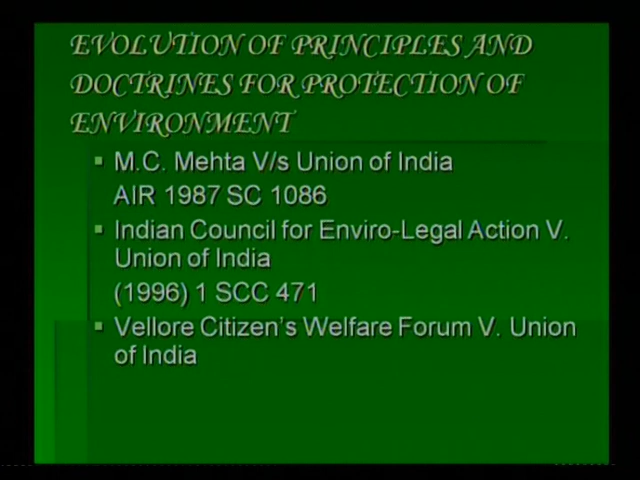 EVOLUTION OF PRINCIPLES AND
DOCTRINES FOR PROTECTION OF
ENVIRONMENT
▪ M.C. Mehta V/s Union of India
AIR 1987 SC 1086
▪ Indian Council for Enviro-Legal Action V.
Union of India
(1996) 1 SCC 471
▪ Vellore Citizen's Welfare Forum V. Union
of India